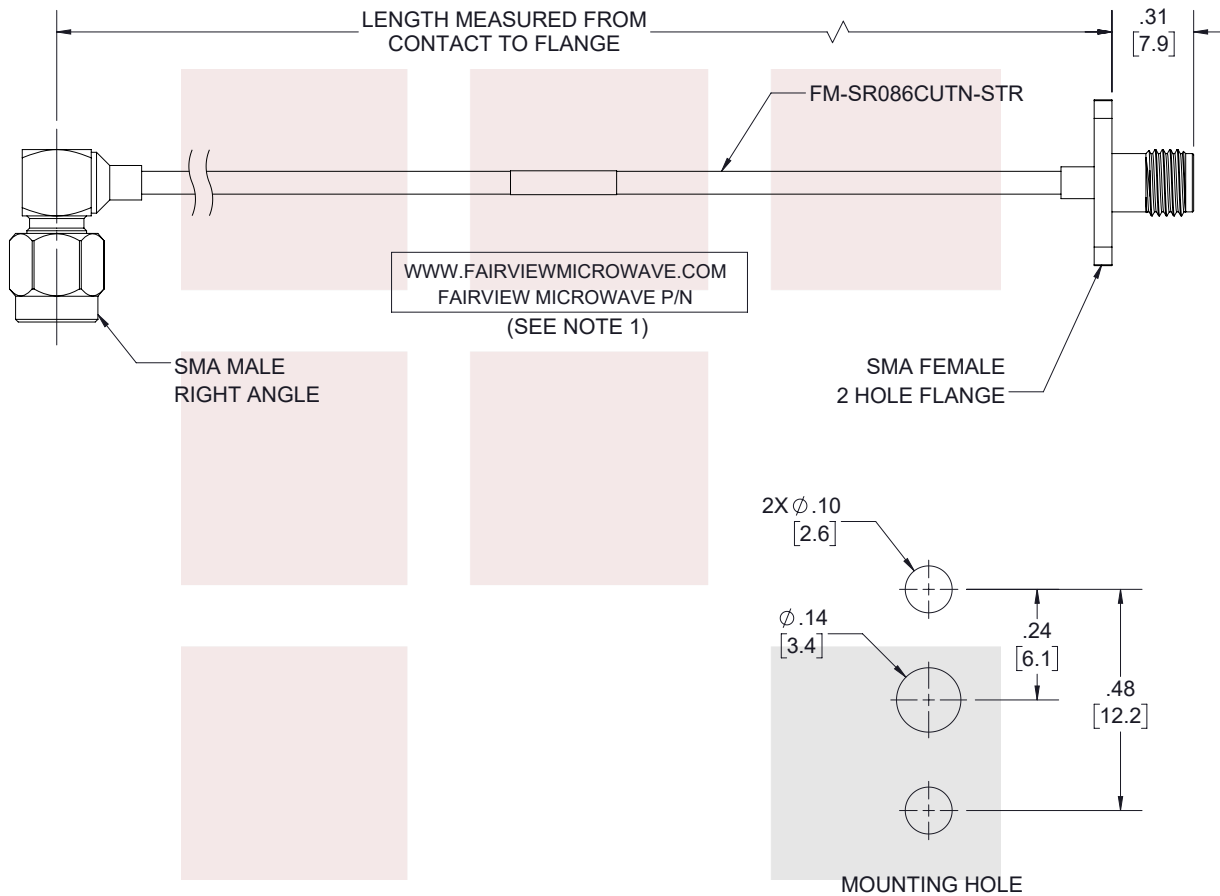 LENGTH MEASURED FROM
CONTACT TO FLANGE
.31
[7.9]
FM-SR086CUTN-STR
WWW.FAIRVIEWMICROWAVE.COM
FAIRVIEW MICROWAVE P/N
(SEE NOTE 1)
SMA MALE
RIGHT ANGLE
SMA FEMALE
2 HOLE FLANGE
2X ∅.10
[2.6]
∅.14
[3.4]
.24
[6.1]
.48
[12.2]
MOUNTING HOLE